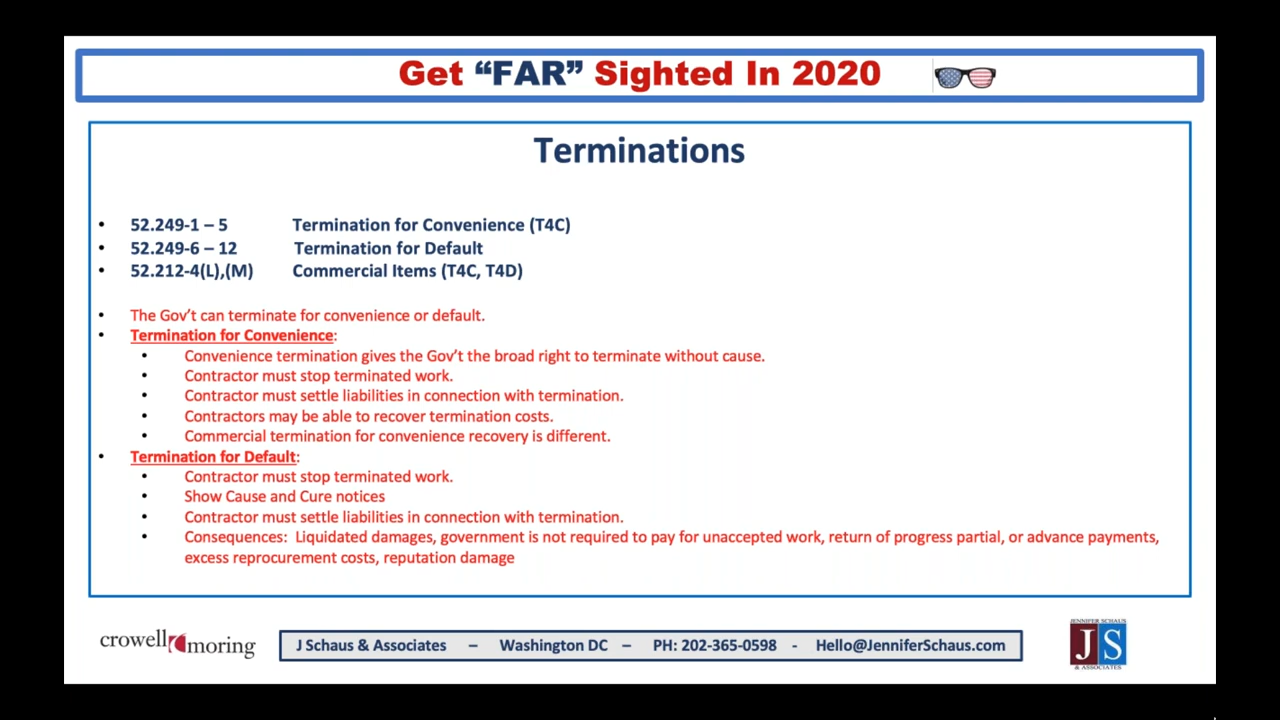 Get “FAR” Sighted In 2020
Terminations
• 52.249-1 – 5 Termination for Convenience (T4C)
• 52.249-6 – 12 Termination for Default
• 52.212-4(L),(M) Commercial Items (T4C, T4D)
• The Gov’t can terminate for convenience or default.
• Termination for Convenience:
• Convenience termination gives the Gov’t the broad right to terminate without cause.
• Contractor must stop terminated work.
• Contractor must settle liabilities in connection with termination.
• Contractors may be able to recover termination costs.
• Commercial termination for convenience recovery is different.
• Termination for Default:
• Contractor must stop terminated work.
• Show Cause and Cure notices
• Contractor must settle liabilities in connection with termination.
• Consequences: Liquidated damages, government is not required to pay for unaccepted work, return of progress partial, or advance payments,
excess reprocurement costs, reputation damage
crowell moring
J Schaus & Associates – Washington DC – PH: 202-365-0598 - Hello@JenniferSchaus.com
JENNIFER SCHAUS
J S
& ASSOCIATES